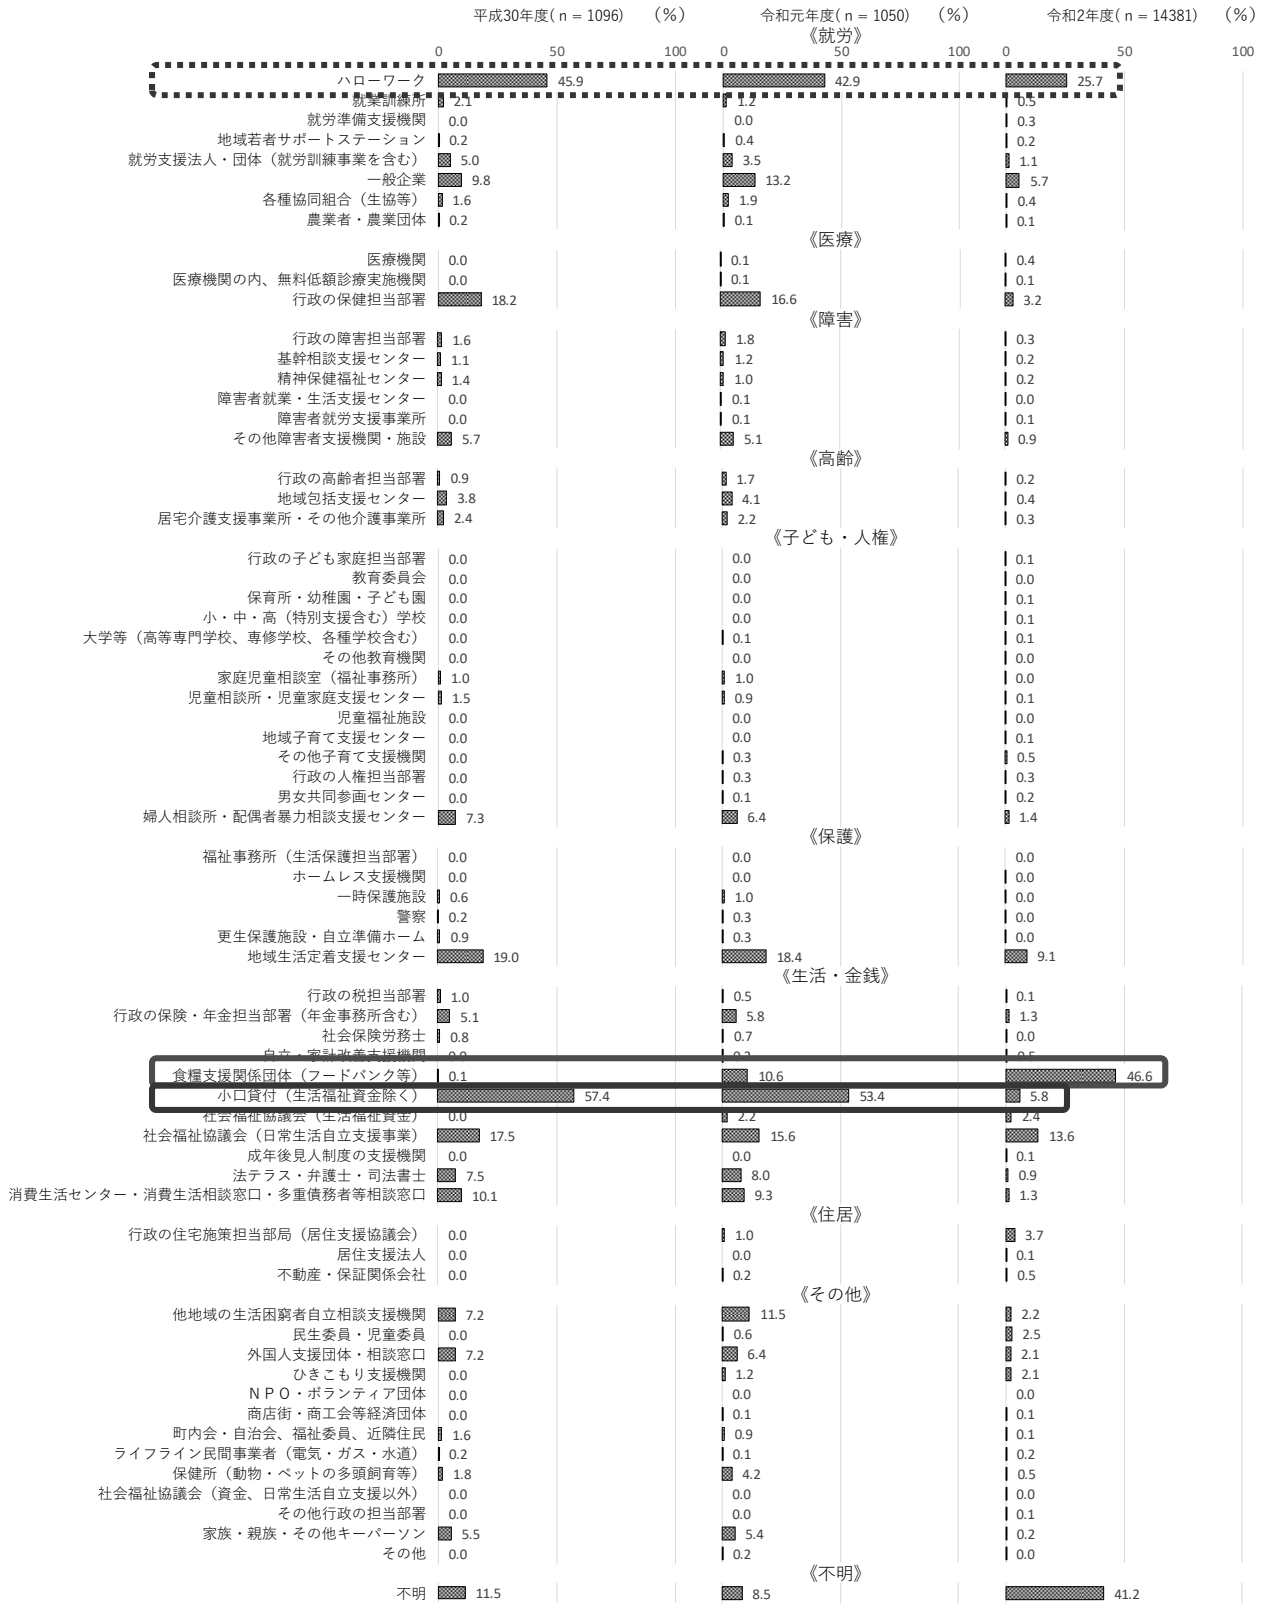 平成30年度( n = 1096) (%) 令和元年度( n = 1050) (%) 令和2年度( n = 14381) (%)
《就労》
0 50 100 0 50 100 0 50 100
ハローワーク 45.9 42.9 25.7
就業訓練所 2.1 1.2 0.5
就労準備支援機関 0.0 0.0 0.3
地域若者サポートステーション 0.2 0.4 0.2
就労支援法人・団体（就労訓練事業を含む） 5.0 3.5 1.1
一般企業 9.8 13.2 5.7
各種協同組合（生協等） 1.6 1.9 0.4
農業者・農業団体 0.2 0.1 0.1
《医療》
医療機関 0.0 0.1 0.4
医療機関の内、無料低額診療実施機関 0.0 0.1 0.1
行政の保健担当部署 18.2 16.6 3.2
《障害》
行政の障害担当部署 1.6 1.8 0.3
基幹相談支援センター 1.1 1.2 0.2
精神保健福祉センター 1.4 1.0 0.2
障害者就業・生活支援センター 0.0 0.1 0.0
障害者就労支援事業所 0.0 0.1 0.1
その他障害者支援機関・施設 5.7 5.1 0.9
《高齢》
行政の高齢者担当部署 0.9 1.7 0.2
地域包括支援センター 3.8 4.1 0.4
居宅介護支援事業所・その他介護事業所 2.4 2.2 0.3
《子ども・人権》
行政の子ども家庭担当部署 0.0 0.0 0.1
教育委員会 0.0 0.0 0.0
保育所・幼稚園・子ども園 0.0 0.0 0.1
小・中・高（特別支援含む）学校 0.0 0.0 0.1
大学等（高等専門学校、専修学校、各種学校含む） 0.0 0.1 0.1
その他教育機関 0.0 0.0 0.0
家庭児童相談室（福祉事務所） 1.0 1.0 0.0
児童相談所・児童家庭支援センター 1.5 0.9 0.1
児童福祉施設 0.0 0.0 0.0
地域子育て支援センター 0.0 0.0 0.1
その他子育て支援機関 0.0 0.3 0.5
行政の人権担当部署 0.0 0.3 0.3
男女共同参画センター 0.0 0.1 0.2
婦人相談所・配偶者暴力相談支援センター 7.3 6.4 1.4
《保護》
福祉事務所（生活保護担当部署） 0.0 0.0 0.0
ホームレス支援機関 0.0 0.0 0.0
一時保護施設 0.6 1.0 0.0
警察 0.2 0.3 0.0
更生保護施設・自立準備ホーム 0.9 0.3 0.0
地域生活定着支援センター 19.0 18.4 9.1
《生活・金銭》
行政の税担当部署 1.0 0.5 0.1
行政の保険・年金担当部署（年金事務所含む） 5.1 5.8 1.3
社会保険労務士 0.8 0.7 0.0
自立・家計改善支援機関
食糧支援関係団体（フードバンク等） 0.1 10.6 46.6
小口貸付（生活福祉資金除く） 57.4 53.4 5.8
社会福祉協議会（生活福祉資金） 0.0 2.2 2.4
社会福祉協議会（日常生活自立支援事業） 17.5 15.6 13.6
成年後見人制度の支援機関 0.0 0.0 0.1
法テラス・弁護士・司法書士 7.5 8.0 0.9
消費生活センター・消費生活相談窓口・多重債務者等相談窓口 10.1 9.3 1.3
《住居》
行政の住宅施策担当部局（居住支援協議会） 0.0 1.0 3.7
居住支援法人 0.0 0.0 0.1
不動産・保証関係会社 0.0 0.2 0.5
《その他》
他地域の生活困窮者自立相談支援機関 7.2 11.5 2.2
民生委員・児童委員 0.0 0.6 2.5
外国人支援団体・相談窓口 7.2 6.4 2.1
ひきこもり支援機関 0.0 1.2 2.1
ＮＰＯ・ボランティア団体 0.0 0.0 0.0
商店街・商工会等経済団体 0.0 0.1 0.1
町内会・自治会、福祉委員、近隣住民 1.6 0.9 0.1
ライフライン民間事業者（電気・ガス・水道） 0.2 0.1 0.2
保健所（動物・ペットの多頭飼育等） 1.8 4.2 0.5
社会福祉協議会（資金、日常生活自立支援以外） 0.0 0.0 0.0
その他行政の担当部署 0.0 0.0 0.1
家族・親族・その他キーパーソン 5.5 5.4 0.2
その他 0.0 0.2 0.0
《不明》
不明 11.5 8.5 41.2